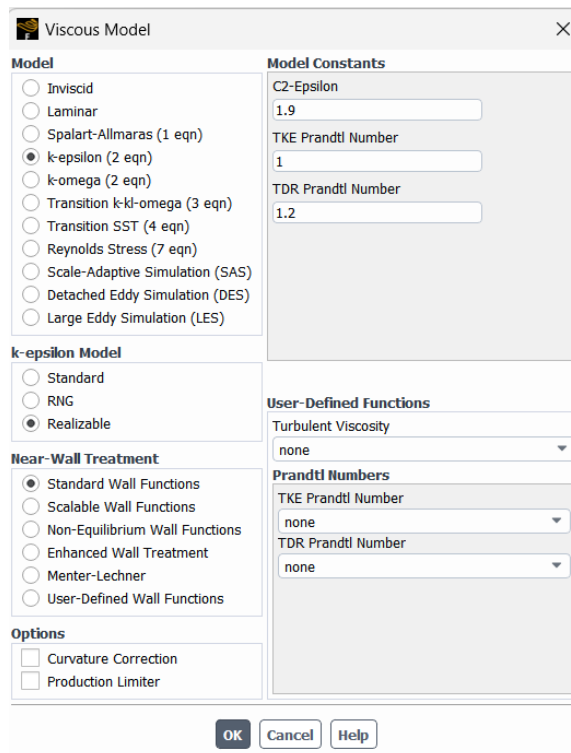 Viscous Model
Model
Inviscid
Laminar
Spalart-Allmaras (1 eqn)
k-epsilon (2 eqn)
k-omega (2 eqn)
Transition k-kl-omega (3 eqn)
Transition SST (4 eqn)
Reynolds Stress (7 eqn)
Scale-Adaptive Simulation (SAS)
Detached Eddy Simulation (DES)
Large Eddy Simulation (LES)
k-epsilon Model
Standard
RNG
Realizable
Near-Wall Treatment
Standard Wall Functions
Scalable Wall Functions
Non-Equilibrium Wall Functions
Enhanced Wall Treatment
Menter-Lechner
User-Defined Wall Functions
Options
Curvature Correction
Production Limiter
Model Constants
C2-Epsilon
1.9
TKE Prandtl Number
1
TDR Prandtl Number
1.2
User-Defined Functions
Turbulent Viscosity
none
Prandtl Numbers
TKE Prandtl Number
none
TDR Prandtl Number
none
OK
Cancel
Help